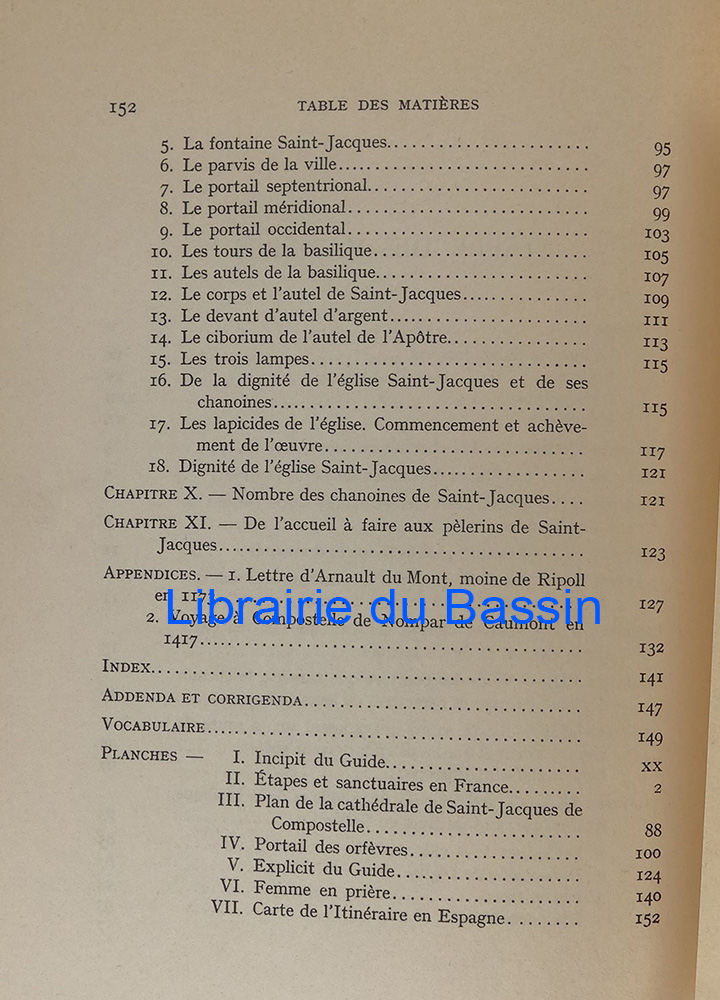 152 TABLE DES MATIÈRES
5. La fontaine Saint-Jacques........................ 95
6. Le parvis de la ville............................. 97
7. Le portail septentrional.......................... 97
8. Le portail méridional............................. 99
9. Le portail occidental............................. 103
10. Les tours de la basilique......................... 105
11. Les autels de la basilique........................ 107
12. Le corps et l'autel de Saint-Jacques.............. 109
13. Le devant d'autel d'argent........................ 111
14. Le ciborium de l'autel de l'Apôtre................ 113
15. Les trois lampes.................................. 115
16. De la dignité de l'église Saint-Jacques et de ses
chanoines..................................... 115
17. Les lapicides de l'église. Commencement et achève-
ment de l'œuvre............................... 117
18. Dignité de l'église Saint-Jacques................. 121
CHAPITRE X. — Nombre des chanoines de Saint-Jacques.... 121
CHAPITRE XI. — De l'accueil à faire aux pèlerins de Saint-
Jacques........................................ 123
APPENDICES. — 1. Lettre d'Arnault du Mont, moine de Ripoll
en 117........................................ 127
Librairie du Bassin
2. Voyage à Compostelle de Nompar de Caumont en
1417.......................................... 132
INDEX.................................................. 141
ADDENDA ET CORRIGENDA.................................. 147
VOCABULAIRE............................................ 149
PLANCHES — I. Incipit du Guide......................... XX
II. Étapes et sanctuaires en France......... 2
III. Plan de la cathédrale de Saint-Jacques de
Compostelle............................. 88
IV. Portail des orfèvres.................... 100
V. Explicit du Guide....................... 124
VI. Femme en prière......................... 140
VII. Carte de l'Itinéraire en Espagne........ 152